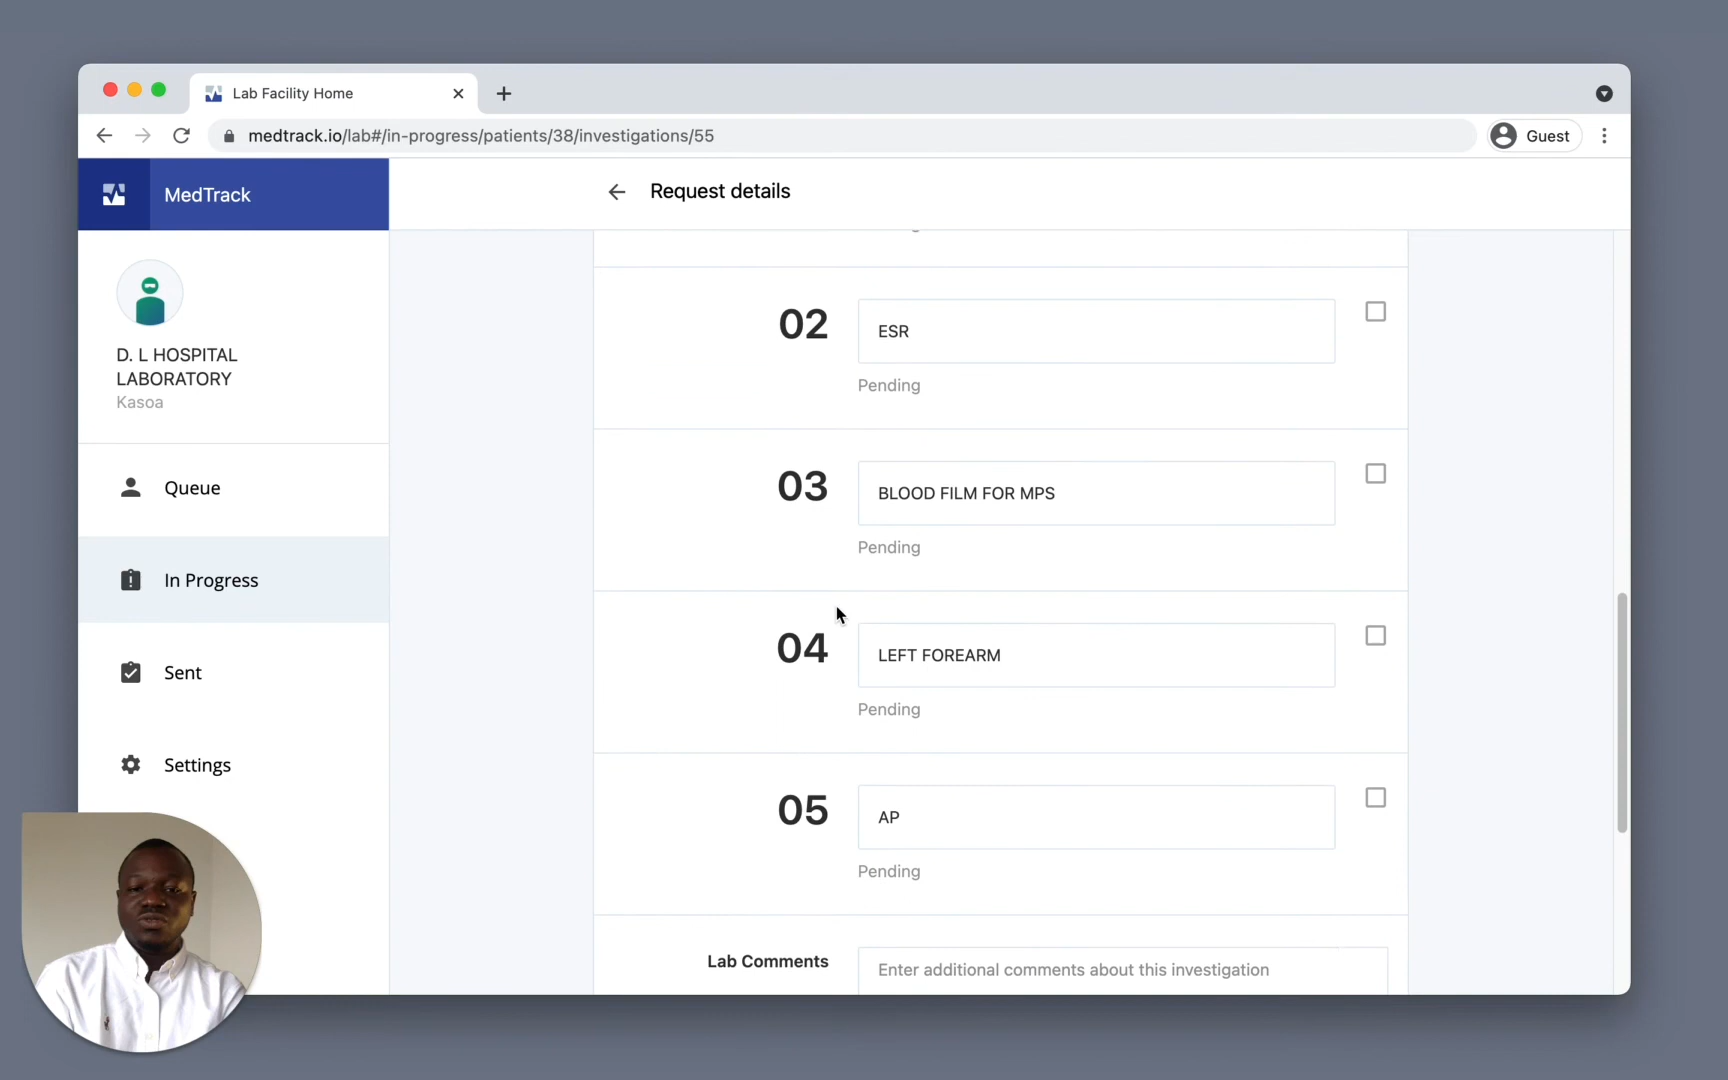 Lab Facility Home
medtrack.io/lab#/in-progress/patients/38/investigations/55
Guest
MedTrack
Request details
D. L HOSPITAL
LABORATORY
Kasoa
Queue
In Progress
Sent
Settings
02
ESR
Pending
03
BLOOD FILM FOR MPS
Pending
04
LEFT FOREARM
Pending
05
AP
Pending
Lab Comments
Enter additional comments about this investigation